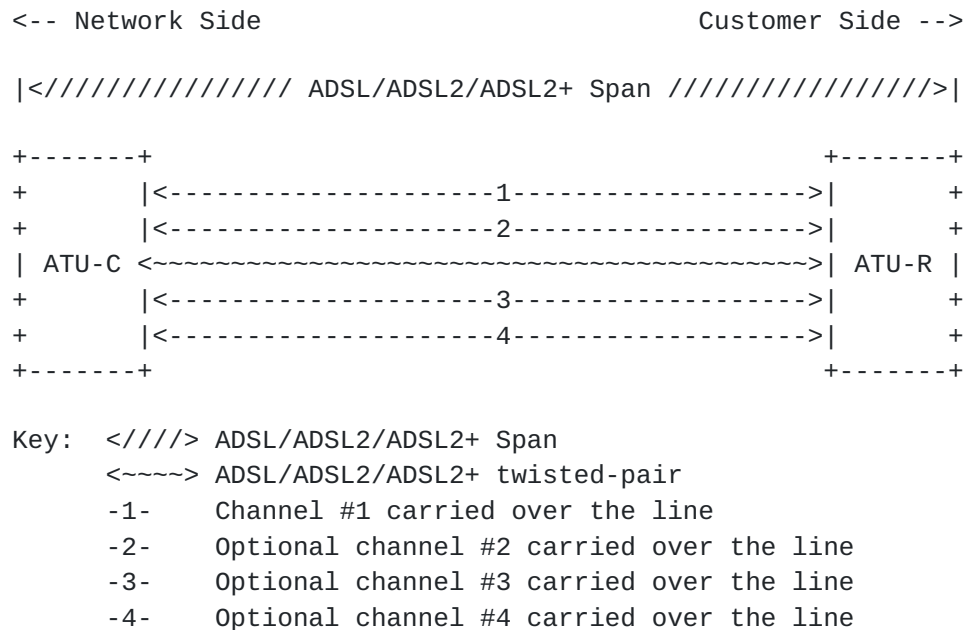 <-- Network Side                            Customer Side -->
|<//////////////// ADSL/ADSL2/ADSL2+ Span /////////////////>|
+-------+                                           +-------+
+       |<---------------------1------------------->|       +
+       |<---------------------2------------------->|       +
| ATU-C <~~~~~~~~~~~~~~~~~~~~~~~~~~~~~~~~~~~~~~~~~~>| ATU-R |
+       |<---------------------3------------------->|       +
+       |<---------------------4------------------->|       +
+-------+                                           +-------+
Key:  <////> ADSL/ADSL2/ADSL2+ Span
      <~~~~> ADSL/ADSL2/ADSL2+ twisted-pair
      -1-    Channel #1 carried over the line
      -2-    Optional channel #2 carried over the line
      -3-    Optional channel #3 carried over the line
      -4-    Optional channel #4 carried over the line